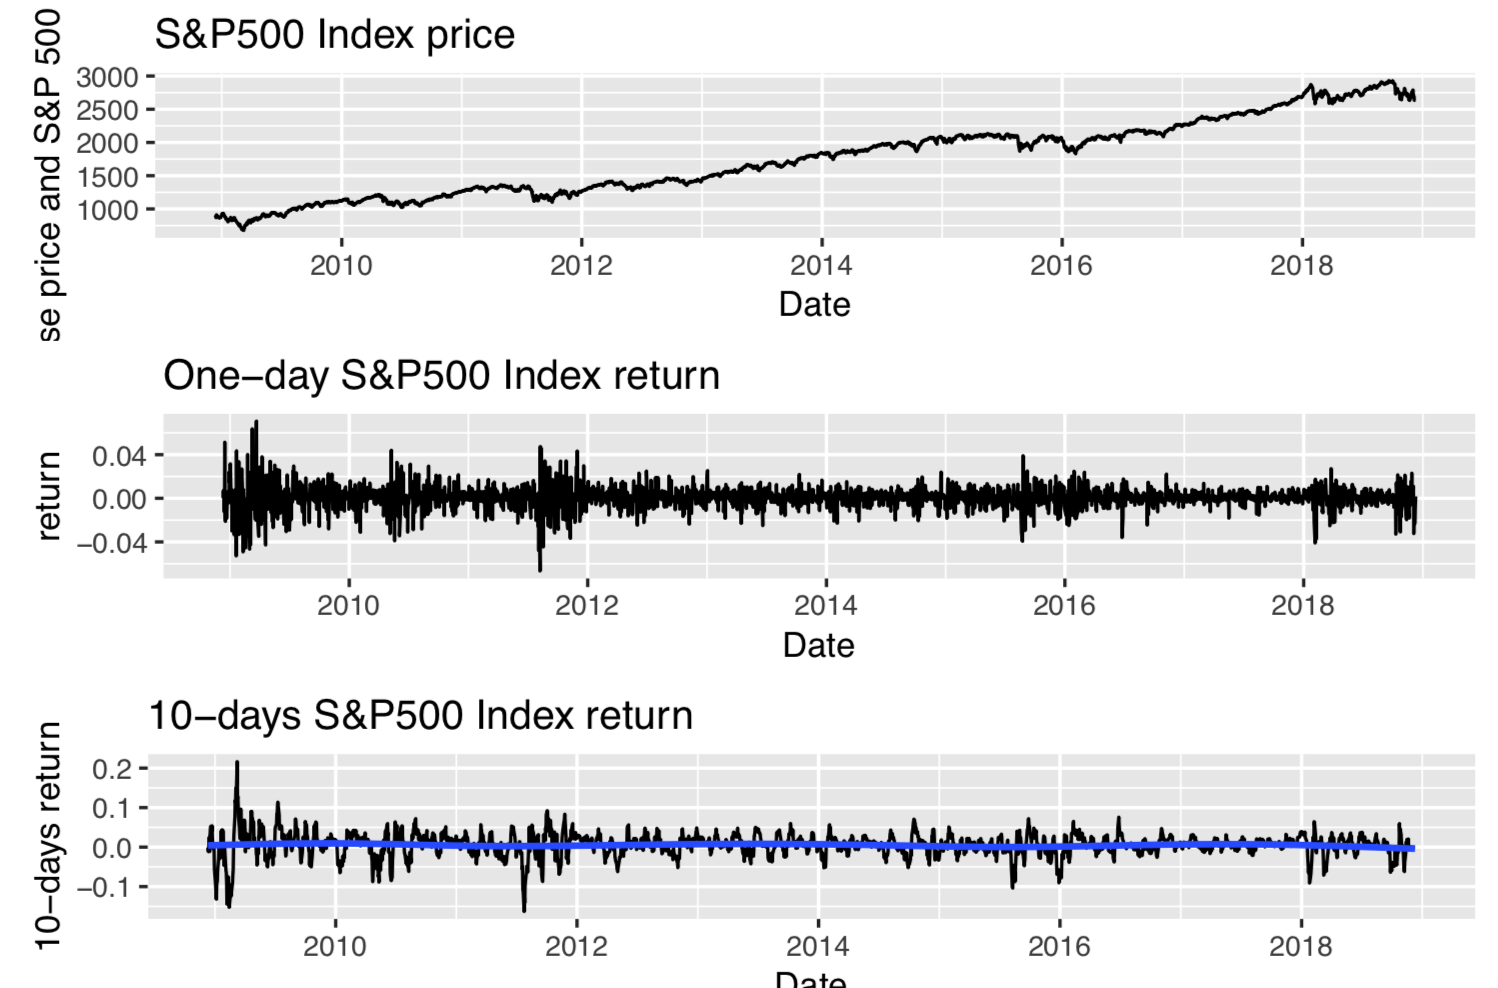 S&P500 Index price
se price and S&P 500
3000
2500
2000
1500
1000
2010 2012 2014 2016 2018
Date
One−day S&P500 Index return
return
0.04
0.00
−0.04
2010 2012 2014 2016 2018
Date
10−days S&P500 Index return
10−days return
0.2
0.1
0.0
−0.1
2010 2012 2014 2016 2018
Date